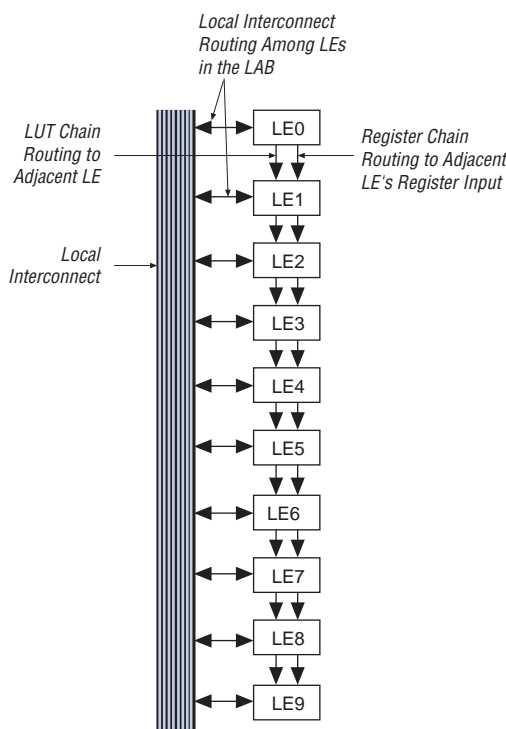 Local Interconnect
Routing Among LEs
in the LAB
LUT Chain
Routing to
Adjacent LE
Register Chain
Routing to Adjacent
LE's Register Input
Local
Interconnect
LE0
LE1
LE2
LE3
LE4
LE5
LE6
LE7
LE8
LE9